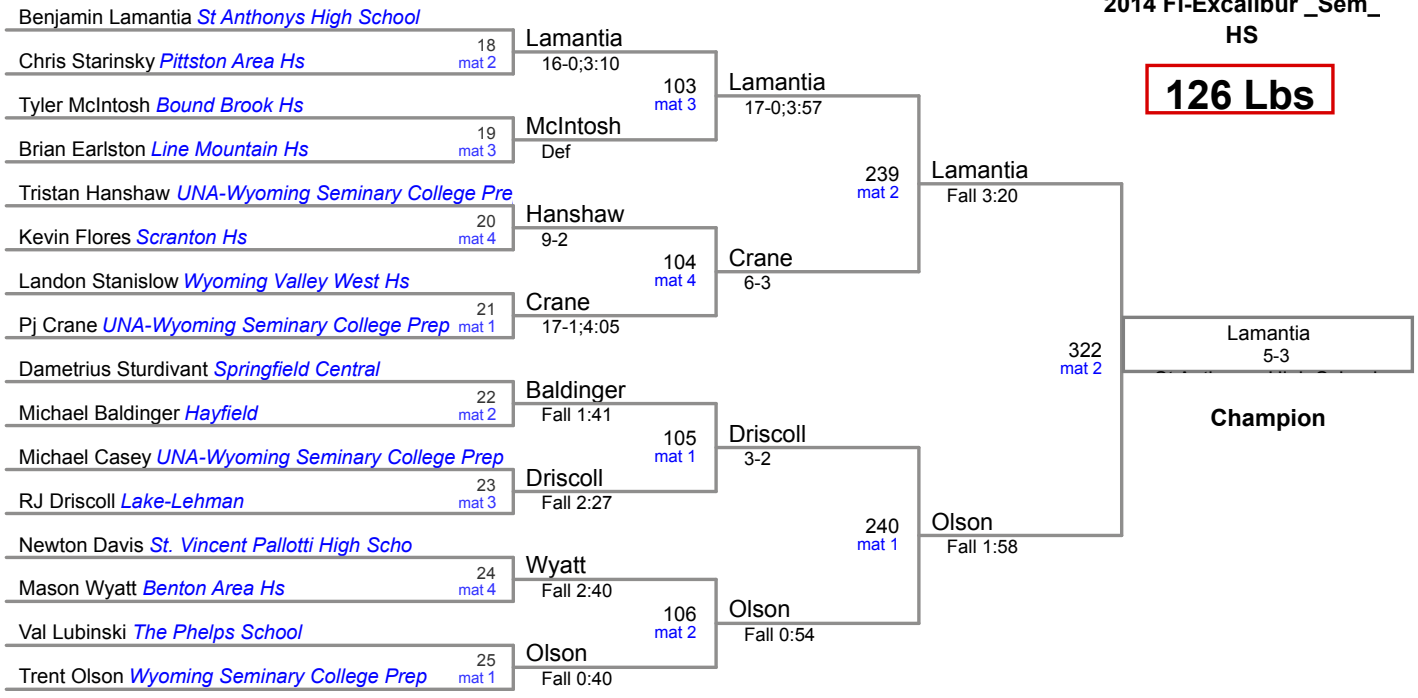 2014 FI-Excalibur _Sem_
HS
126 Lbs
Benjamin Lamantia St Anthonys High School
18
mat 2
Chris Starinsky Pittston Area Hs
Tyler McIntosh Bound Brook Hs
19
mat 3
Brian Earlston Line Mountain Hs
Tristan Hanshaw UNA-Wyoming Seminary College Pre
20
mat 4
Kevin Flores Scranton Hs
Landon Stanislow Wyoming Valley West Hs
21
mat 1
Pj Crane UNA-Wyoming Seminary College Prep
Dametrius Sturdivant Springfield Central
22
mat 2
Michael Baldinger Hayfield
Michael Casey UNA-Wyoming Seminary College Prep
23
mat 3
RJ Driscoll Lake-Lehman
Newton Davis St. Vincent Pallotti High Scho
24
mat 4
Mason Wyatt Benton Area Hs
Val Lubinski The Phelps School
25
mat 1
Trent Olson Wyoming Seminary College Prep
Lamantia
16-0;3:10
103
mat 3
McIntosh
Def
Hanshaw
9-2
104
mat 4
Crane
17-1;4:05
Baldinger
Fall 1:41
105
mat 1
Driscoll
Fall 2:27
Wyatt
Fall 2:40
106
mat 2
Olson
Fall 0:40
Lamantia
17-0;3:57
239
mat 2
Crane
6-3
Driscoll
3-2
240
mat 1
Olson
Fall 0:54
Lamantia
Fall 3:20
322
mat 2
Olson
Fall 1:58
Lamantia
5-3
Champion